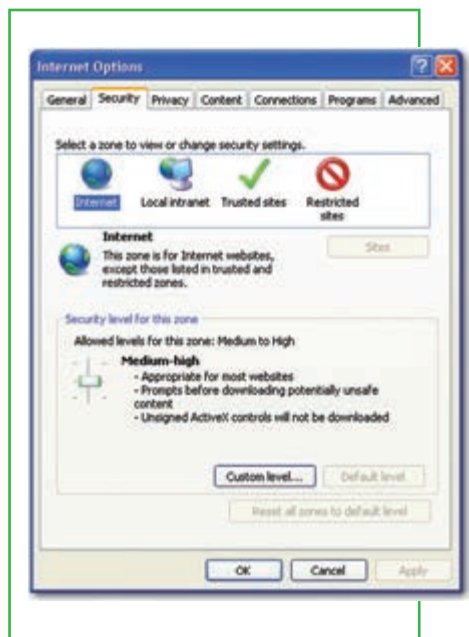 Internet Options
General Security Privacy Content Connections Programs Advanced
Select a zone to view or change security settings.
Internet Local intranet Trusted sites Restricted sites
Internet
Sites
This zone is for Internet websites,
except those listed in trusted and
restricted zones.
Security level for this zone
Allowed levels for this zone: Medium to High
Medium-high
- Appropriate for most websites
- Prompts before downloading potentially unsafe
content
- Unsigned ActiveX controls will not be downloaded
Custom level... Default level
Reset all zones to default level
OK Cancel Apply